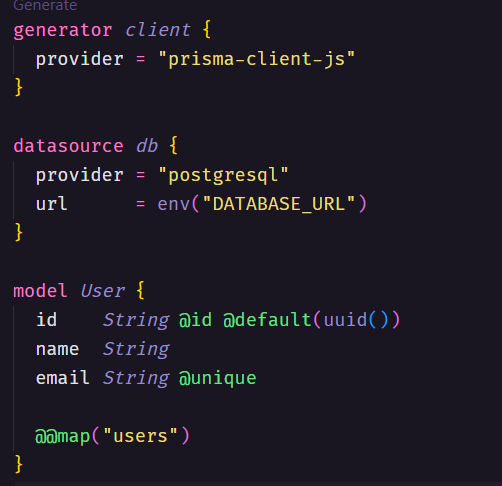 Generate
generator client {
  provider = "prisma-client-js"
}
datasource db {
  provider = "postgresql"
  url      = env("DATABASE_URL")
}
model User {
  id    String @id @default(uuid())
  name  String
  email String @unique
  @@map("users")
}